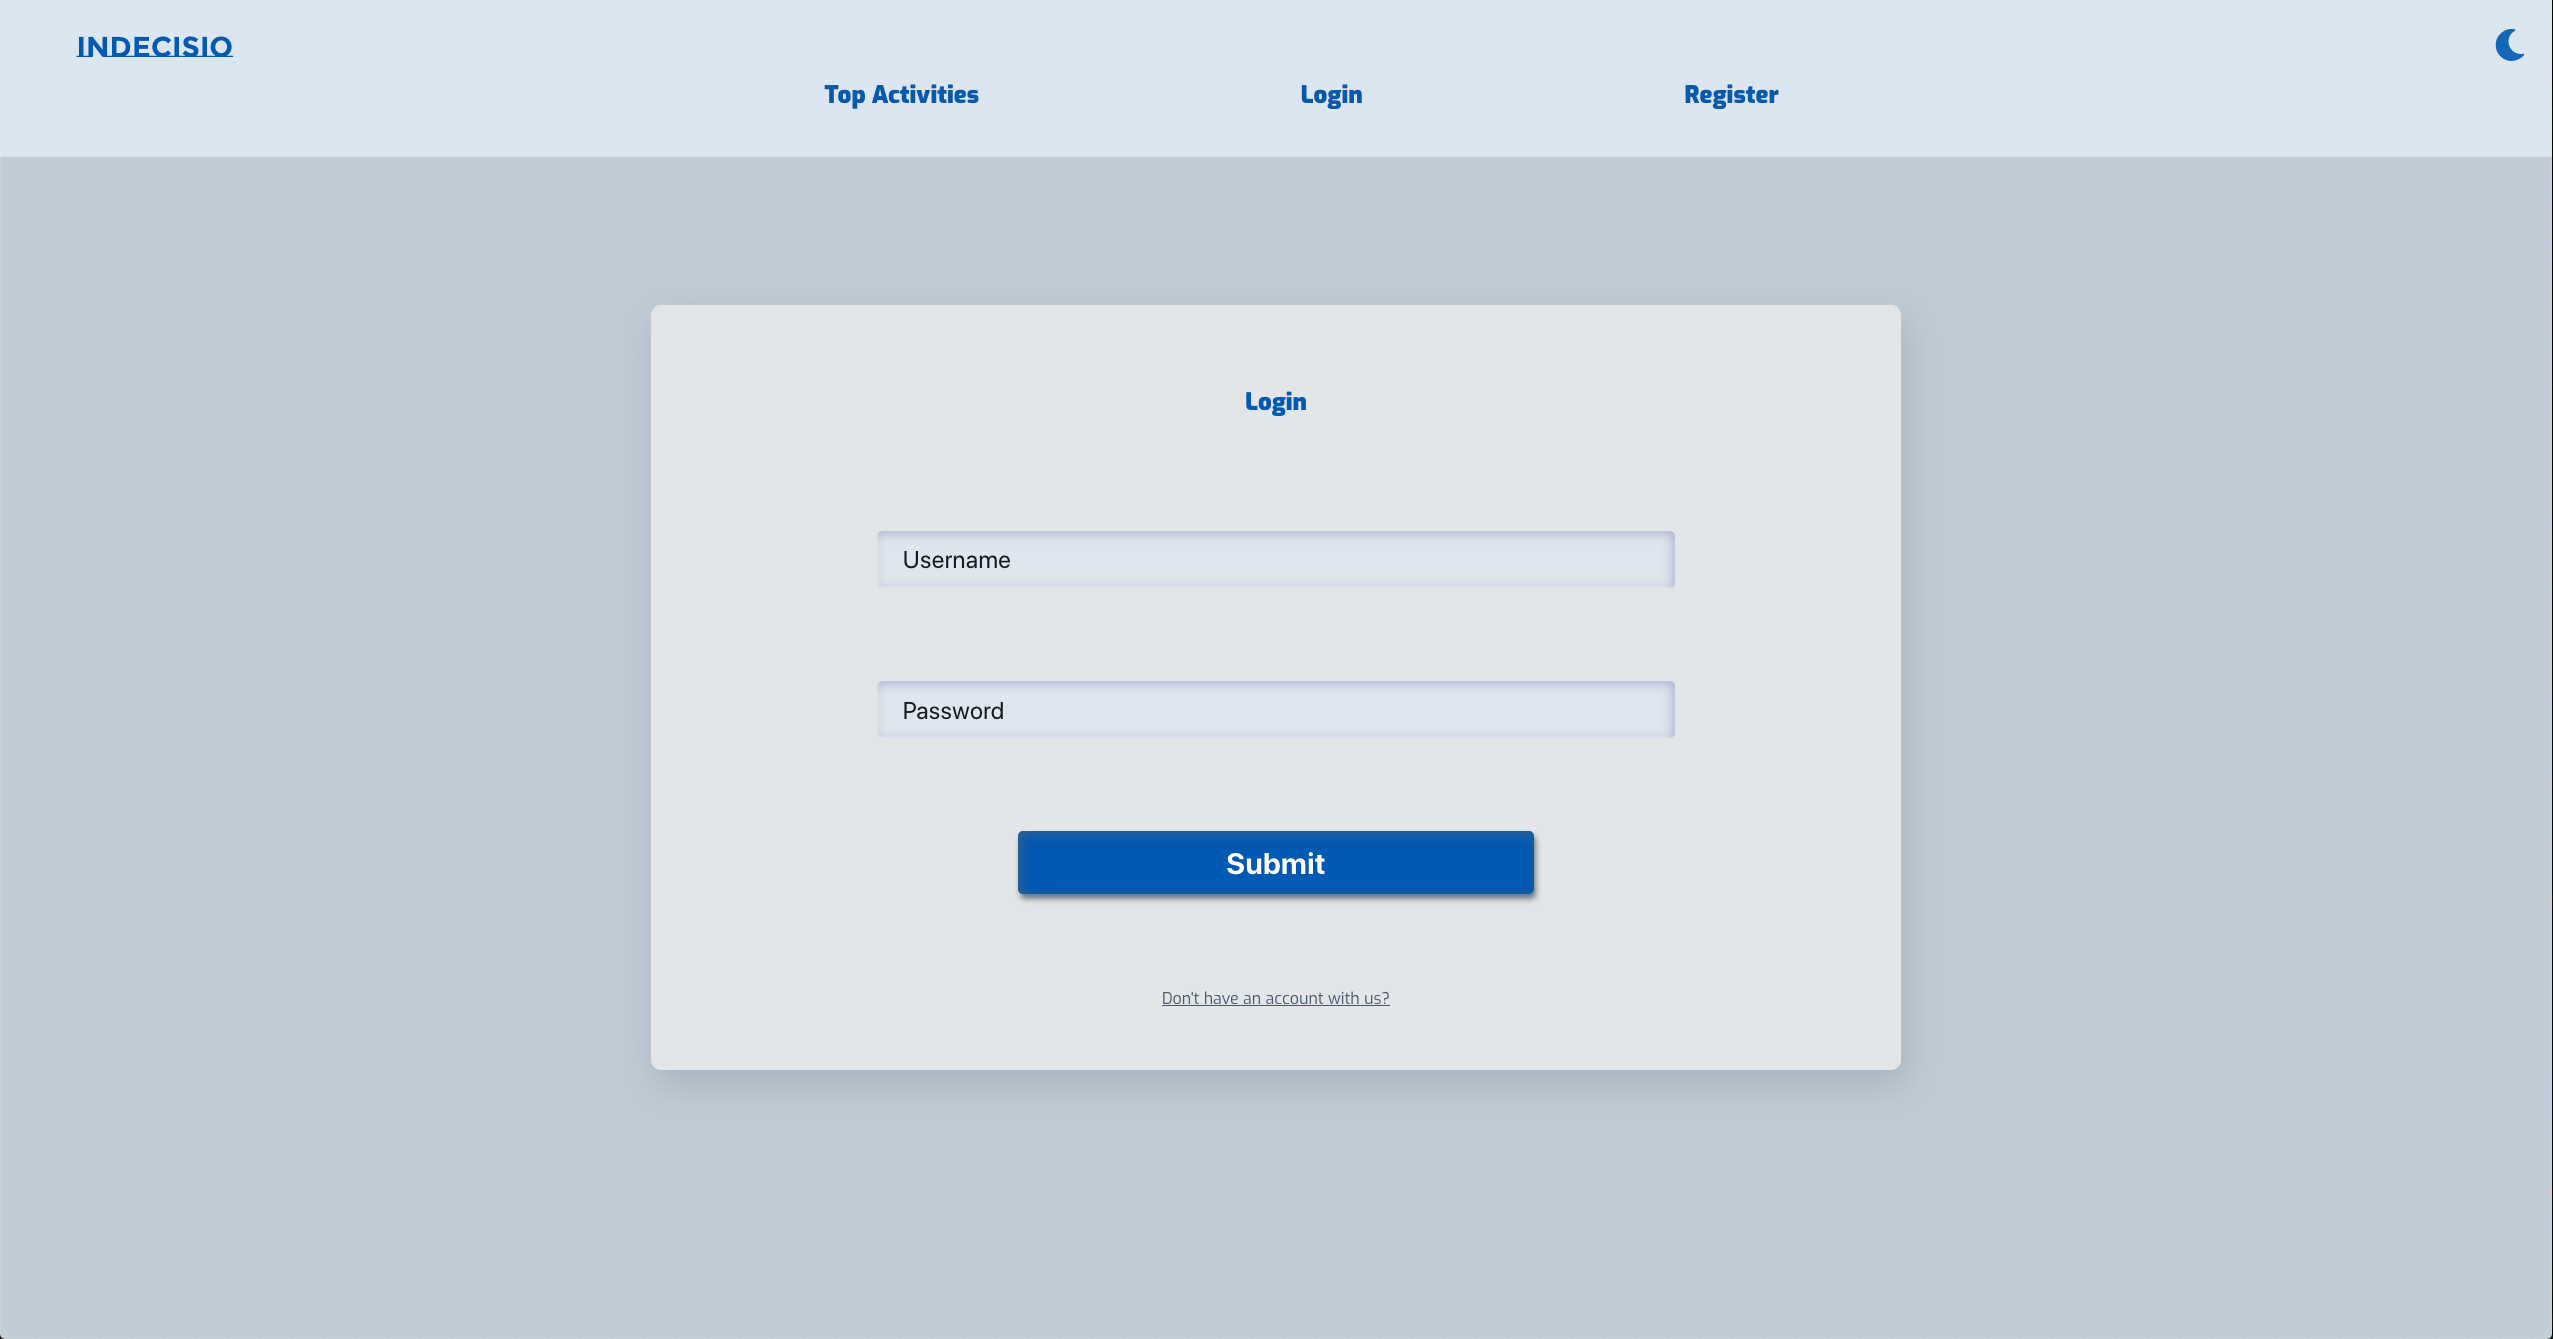 INDECISIO
Top Activities
Login
Register
Login
Username
Password
Submit
Don't have an account with us?